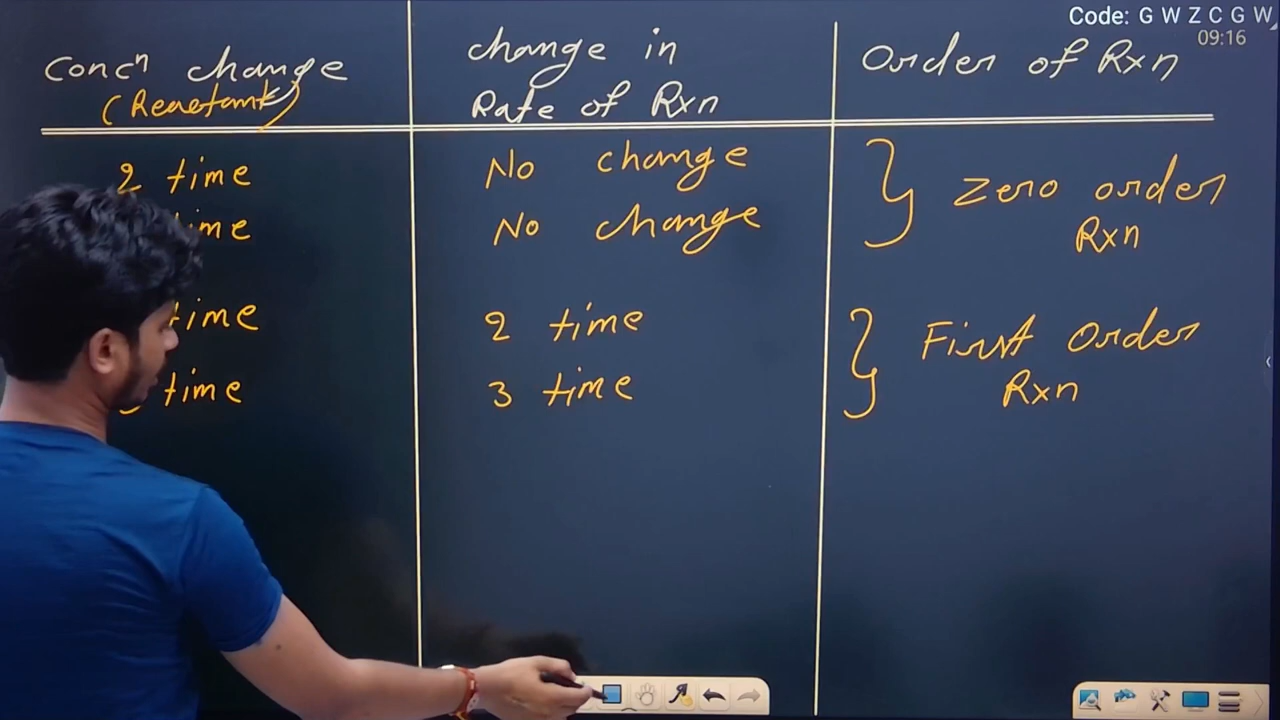 Code: G W Z C G W
09:16
Concⁿ change
(Reactant)
change in
Rate of Rxn
Order of Rxn
2 time
No change
zero order
Rxn
time
No change
time
2 time
First Order
Rxn
time
3 time